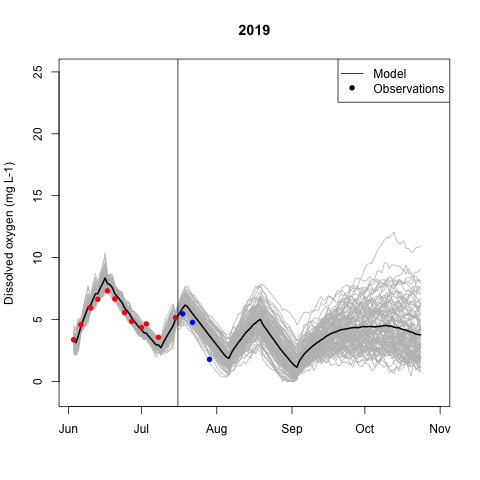 2019
Model
Observations
Dissolved oxygen (mg L-1)
25
20
15
10
5
0
Jun Jul Aug Sep Oct Nov